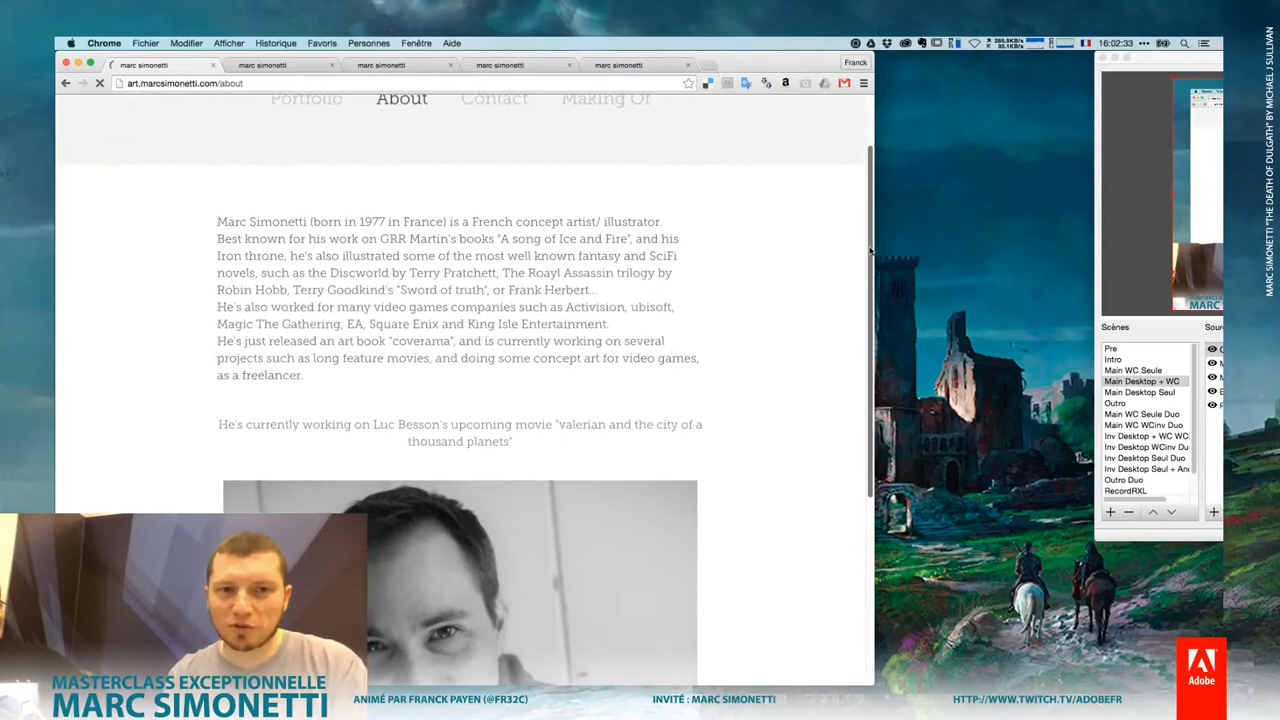 Chrome Fichier Modifier Afficher Historique Favoris Personnes Fenêtre Aide
265.9KB/s
33.1KB/s
16:02:33
marc simonetti
marc simonetti
marc simonetti
marc simonetti
marc simonetti
Franck
art.marcsimonetti.com/about
Portfolio About Contact Making Of
Marc Simonetti (born in 1977 in France) is a French concept artist/ illustrator.
Best known for his work on GRR Martin's books "A song of Ice and Fire", and his
Iron throne, he's also illustrated some of the most well known fantasy and SciFi
novels, such as the Discworld by Terry Pratchett, The Roayl Assassin trilogy by
Robin Hobb, Terry Goodkind's "Sword of truth", or Frank Herbert...
He's also worked for many video games companies such as Activision, ubisoft,
Magic The Gathering, EA, Square Enix and King Isle Entertainment.
He's just released an art book "coverama", and is currently working on several
projects such as long feature movies, and doing some concept art for video games,
as a freelancer.
He's currently working on Luc Besson's upcoming movie "valerian and the city of a
thousand planets"
Scènes
Sour
Pre
Intro
Main WC Seule
Main Desktop + WC
Main Desktop Seul
Outro
Main WC Seule Duo
Main WC WCinv Duo
Inv Desktop + WC WC
Inv Desktop WCinv Du
Inv Desktop Seul Duo
Inv Desktop Seul + An
Outro Duo
RecordRXL
MARC SIMONETTI "THE DEATH OF DULGATH" BY MICHAEL J SULLIVAN
MASTERCLASS EXCEPTIONNELLE
MARC SIMONETTI
ANIMÉ PAR FRANCK PAYEN (@FR32C)
INVITÉ : MARC SIMONETTI
HTTP://WWW.TWITCH.TV/ADOBEFR
Adobe